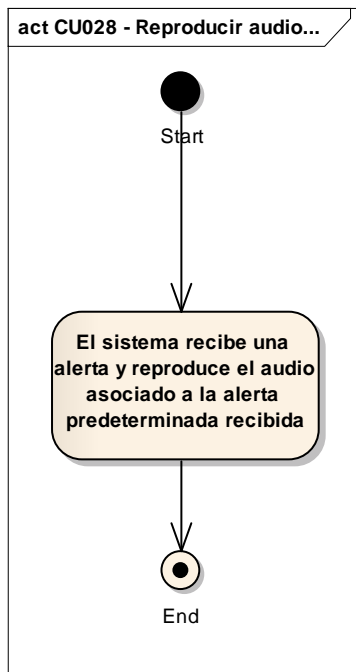 act CU028 - Reproducir audio...
Start
El sistema recibe una
alerta y reproduce el audio
asociado a la alerta
predeterminada recibida
End